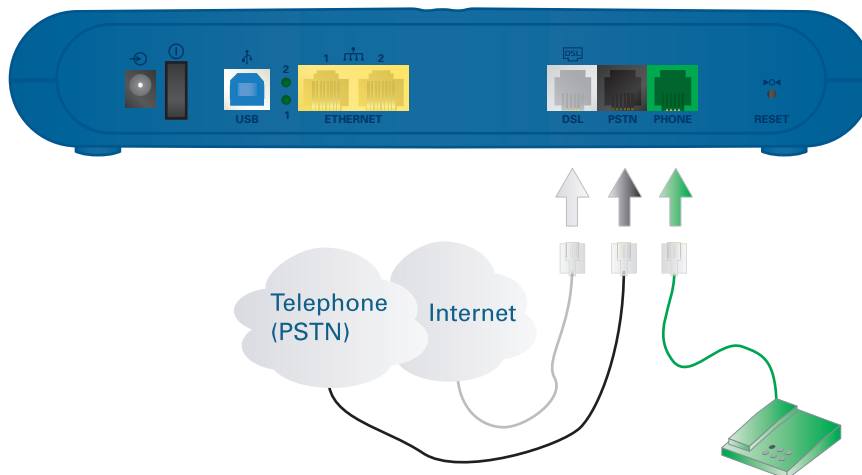 1 2
2
1
USB
ETHERNET
DSL
DSL
PSTN
PHONE
RESET
Telephone
(PSTN)
Internet